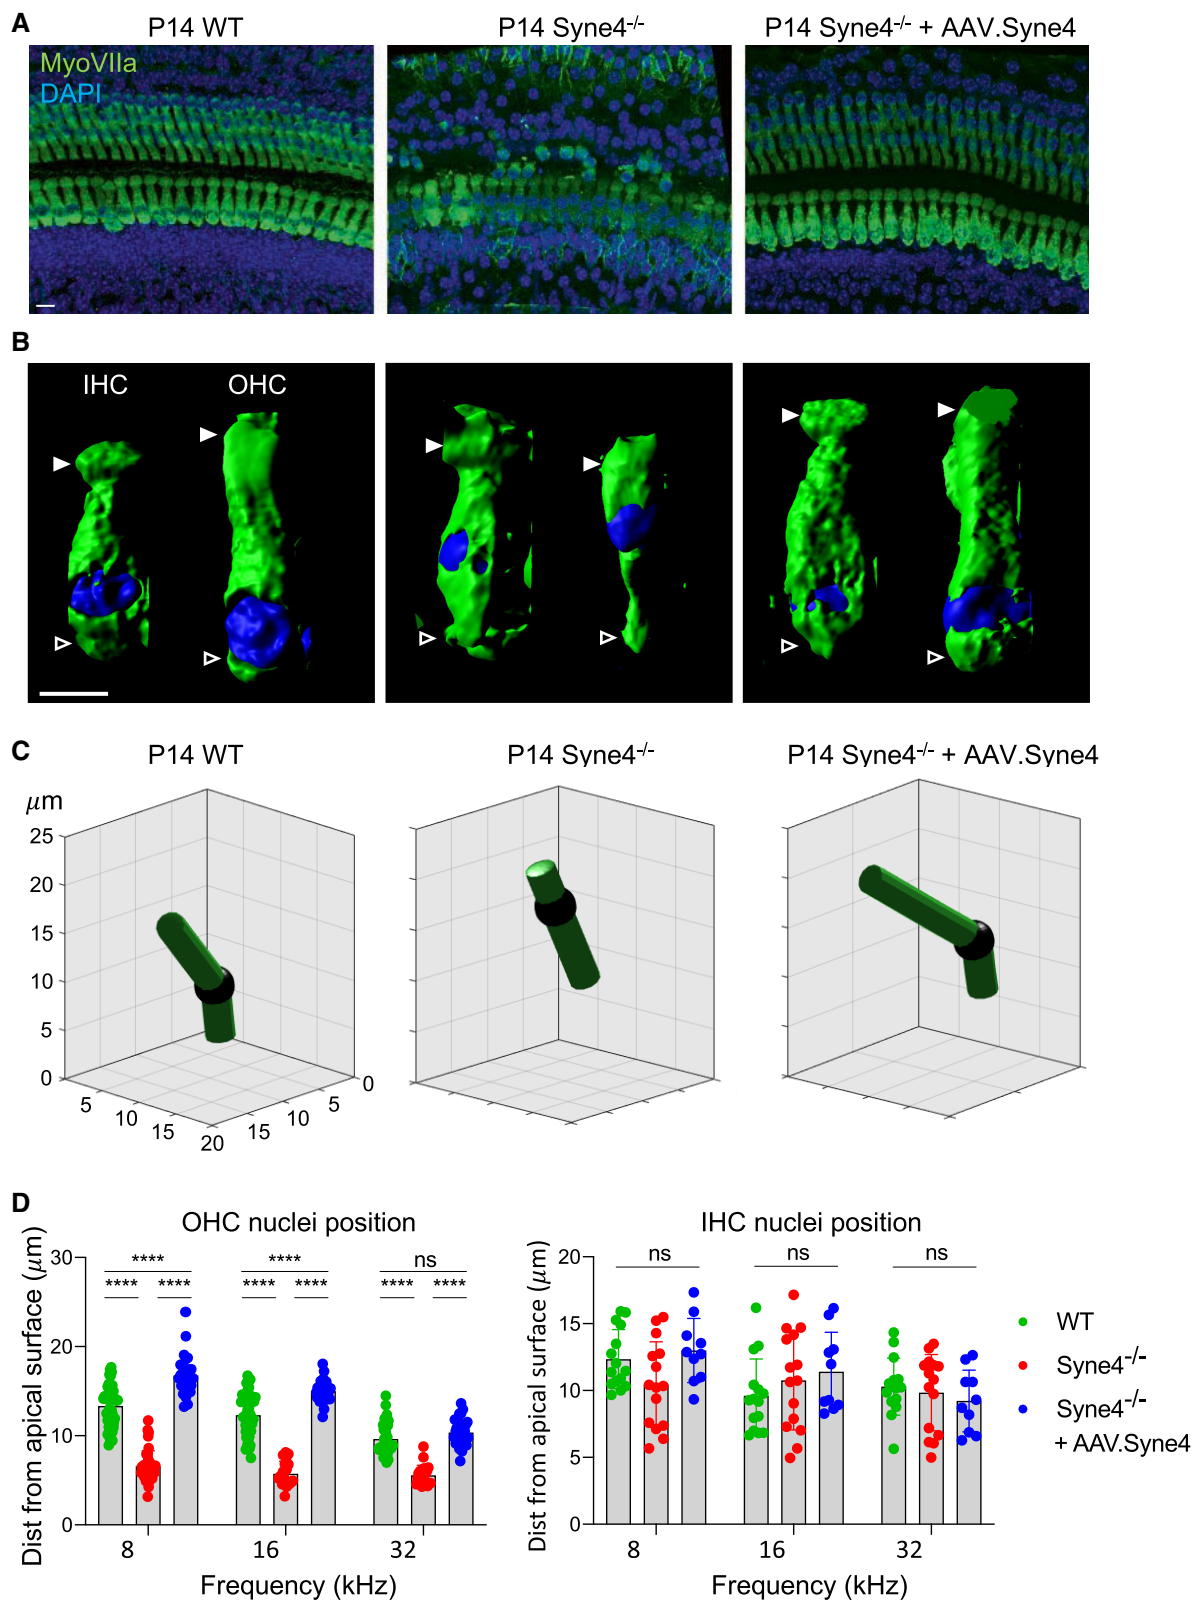 A
P14 WT
P14 Syne4-/-
P14 Syne4-/- + AAV.Syne4
MyoVIIa
DAPI
B
IHC
OHC
C
P14 WT
P14 Syne4-/-
P14 Syne4-/- + AAV.Syne4
μm
25
20
15
10
5
0
5
10
15
20
15
10
5
0
D
OHC nuclei position
Dist from apical surface (μm)
30
20
10
0
**** **** ns
**** **** **** **** **** ****
8 16 32
Frequency (kHz)
IHC nuclei position
Dist from apical surface (μm)
20
15
10
5
0
ns ns ns
8 16 32
Frequency (kHz)
WT
Syne4-/-
Syne4-/-
+ AAV.Syne4